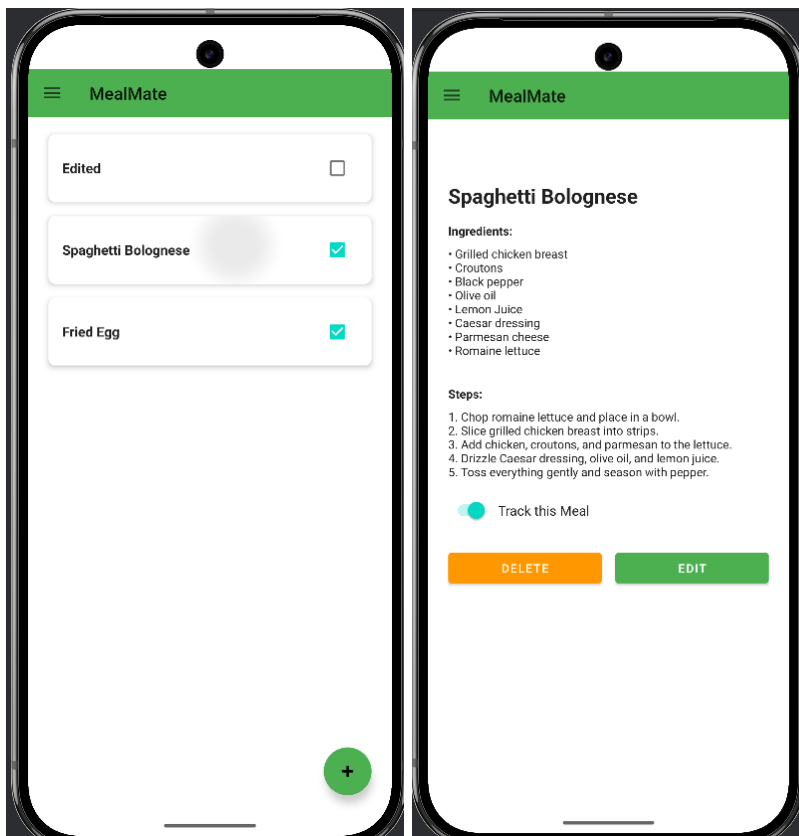 MealMate
Edited
Spaghetti Bolognese
Fried Egg
+
MealMate
Spaghetti Bolognese
Ingredients:
• Grilled chicken breast
• Croutons
• Black pepper
• Olive oil
• Lemon Juice
• Caesar dressing
• Parmesan cheese
• Romaine lettuce
Steps:
1. Chop romaine lettuce and place in a bowl.
2. Slice grilled chicken breast into strips.
3. Add chicken, croutons, and parmesan to the lettuce.
4. Drizzle Caesar dressing, olive oil, and lemon juice.
5. Toss everything gently and season with pepper.
Track this Meal
DELETE EDIT